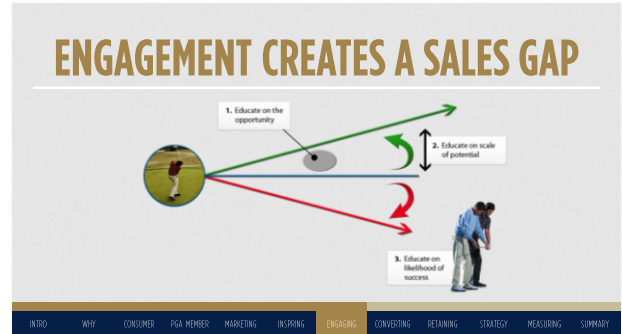 ENGAGEMENT CREATES A SALES GAP
1. Educate on the
opportunity
2. Educate on scale
of potential
3. Educate on
likelihood of
success
INTRO WHY CONSUMER PGA MEMBER MARKETING INSPRING ENGAGING CONVERTING RETAINING STRATEGY MEASURING SUMMARY